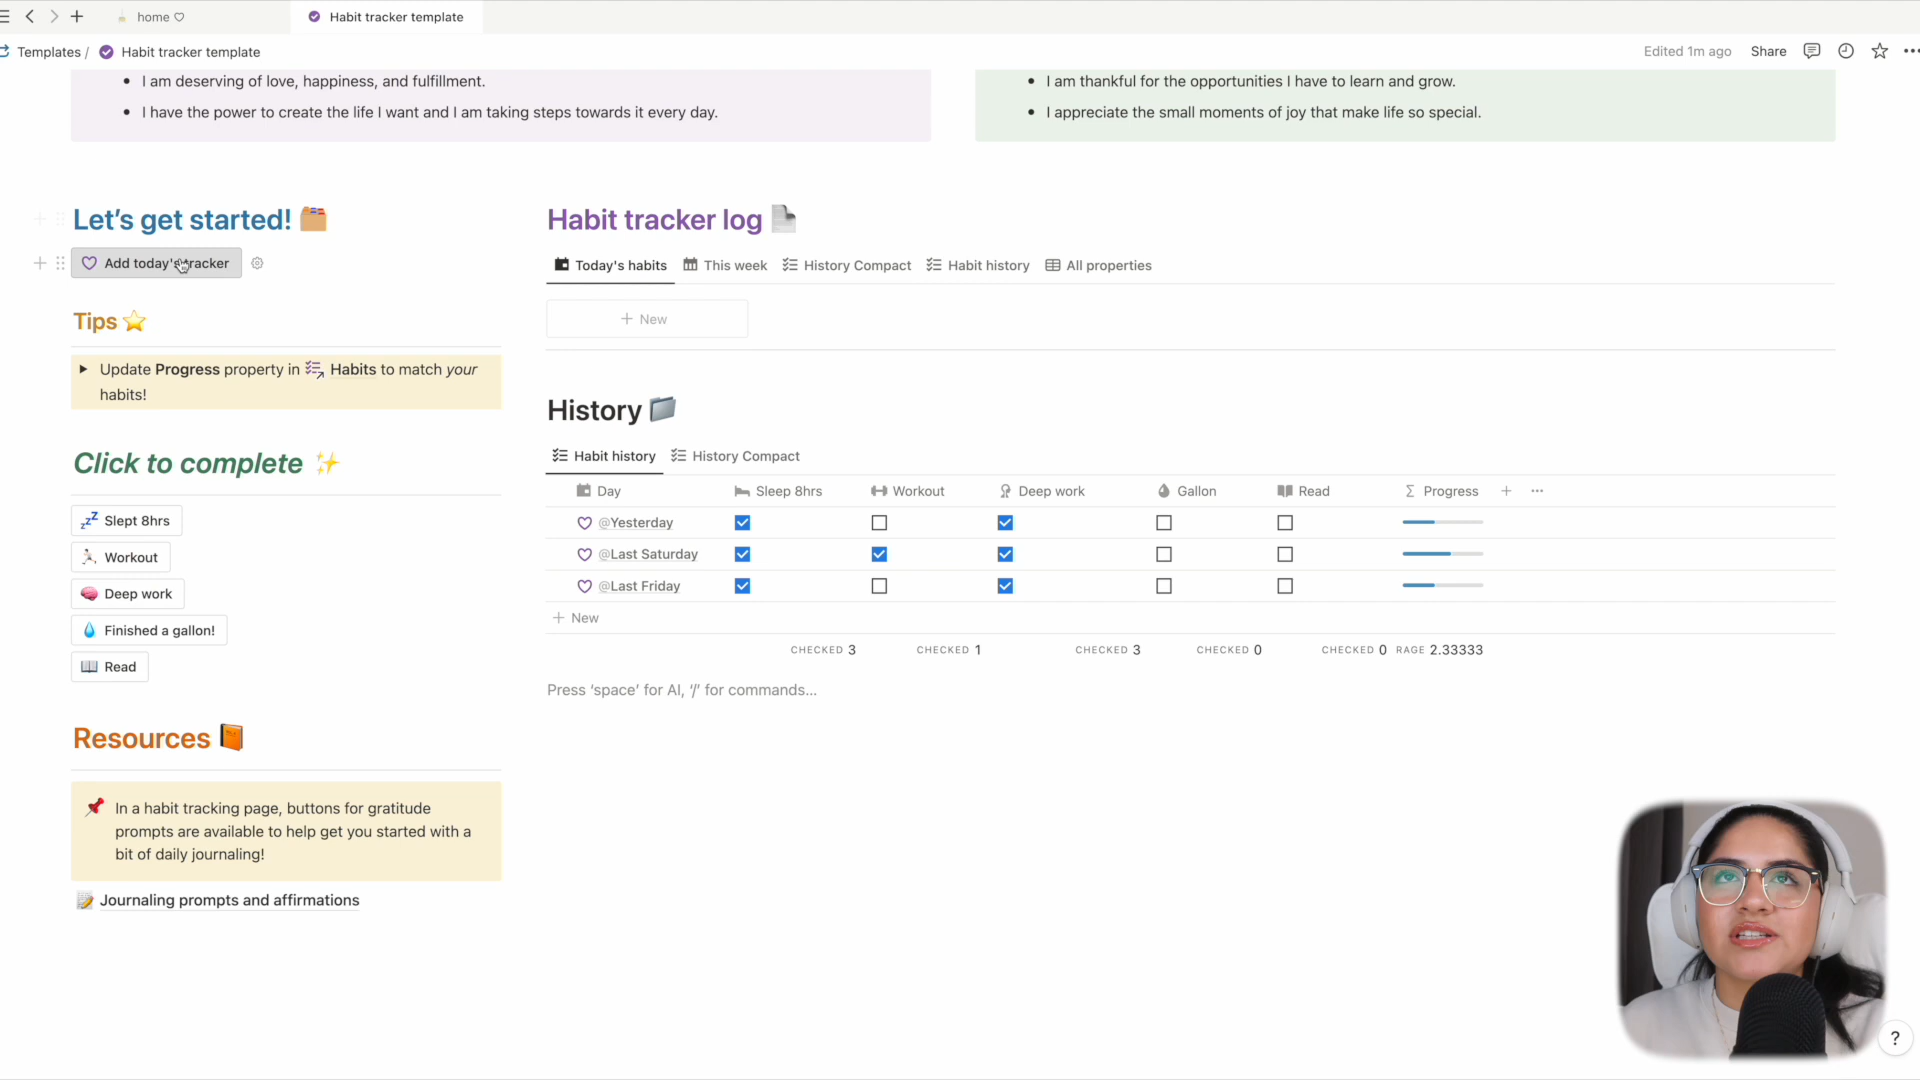 home ♡
Habit tracker template
Templates / Habit tracker template
Edited 1m ago Share
• I am deserving of love, happiness, and fulfillment.
• I have the power to create the life I want and I am taking steps towards it every day.
• I am thankful for the opportunities I have to learn and grow.
• I appreciate the small moments of joy that make life so special.
Let's get started!
Add today's tracker
Tips
Update Progress property in Habits to match your
habits!
Click to complete
Slept 8hrs
Workout
Deep work
Finished a gallon!
Read
Resources
In a habit tracking page, buttons for gratitude
prompts are available to help get you started with a
bit of daily journaling!
Journaling prompts and affirmations
Habit tracker log
Today's habits This week History Compact Habit history All properties
+ New
History
Habit history History Compact
Day Sleep 8hrs Workout Deep work Gallon Read Σ Progress + ...
@Yesterday
@Last Saturday
@Last Friday
+ New
CHECKED 3 CHECKED 1 CHECKED 3 CHECKED 0 CHECKED 0 RAGE 2.33333
Press ‘space’ for AI, ‘/’ for commands...
?